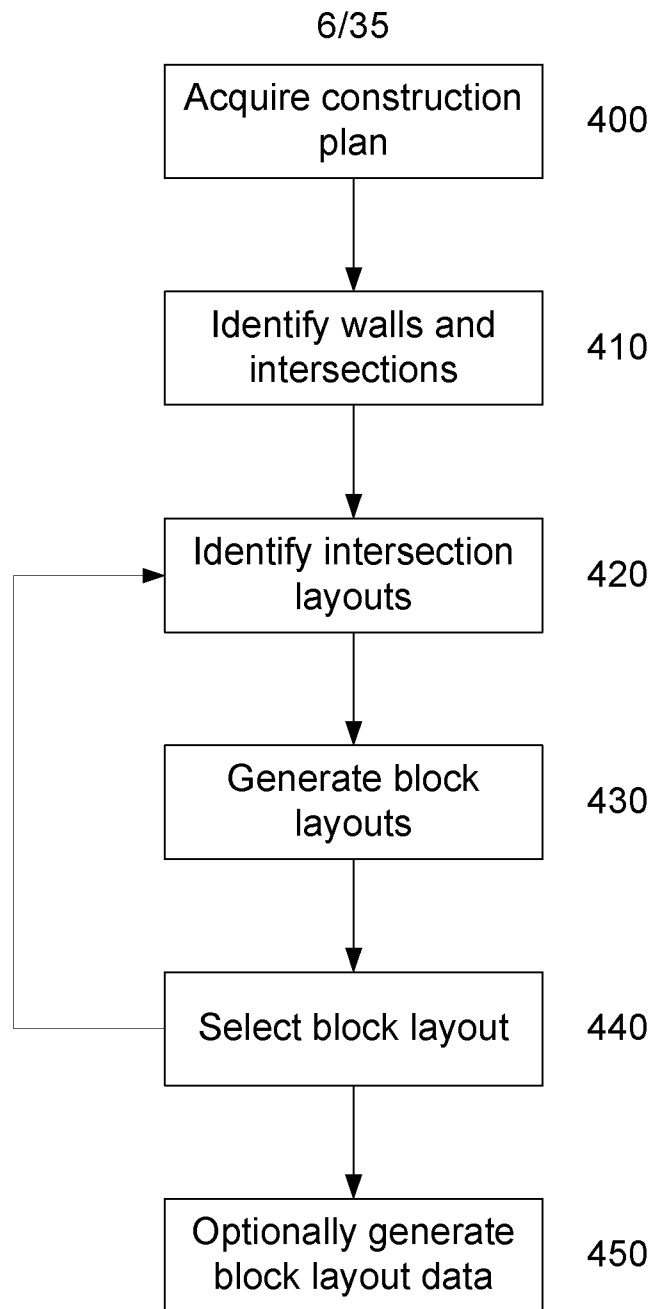 6/35
Acquire construction
plan
400
Identify walls and
intersections
410
Identify intersection
layouts
420
Generate block
layouts
430
Select block layout
440
Optionally generate
block layout data
450